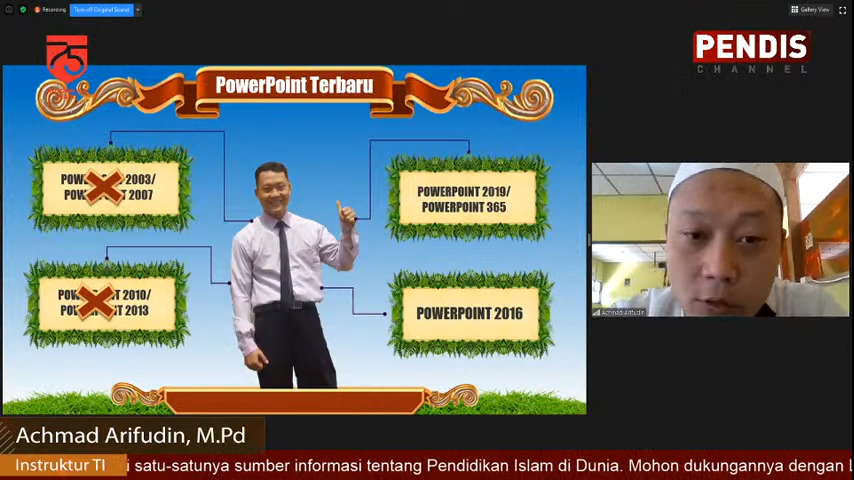 Recording
Turn off Original Sound
Gallery View
75
PENDIS
CHANNEL
PowerPoint Terbaru
2003/
2007
POWERPOINT 2019/
POWERPOINT 365
2010/
2013
POWERPOINT 2016
Achmad Arifudin
Achmad Arifudin, M.Pd
Instruktur TI
i satu-satunya sumber informasi tentang Pendidikan Islam di Dunia. Mohon dukungannya dengan L